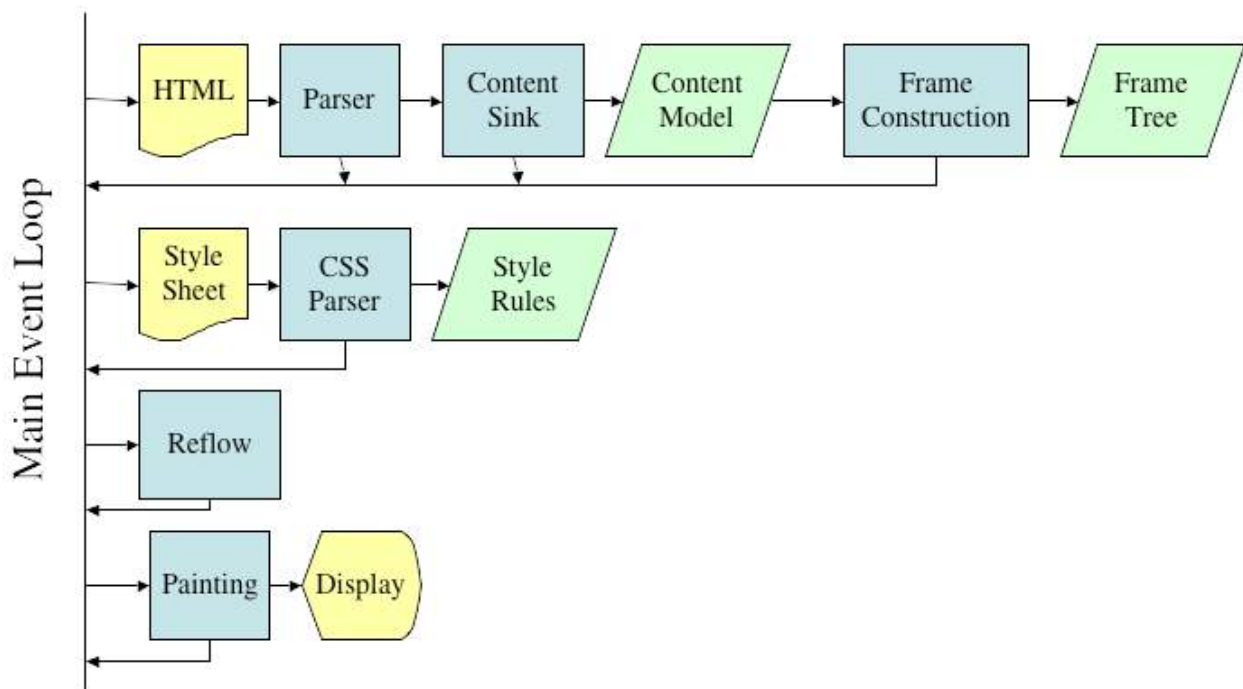 Main Event Loop
HTML
Parser
Content
Sink
Content
Model
Frame
Construction
Frame
Tree
Style
Sheet
CSS
Parser
Style
Rules
Reflow
Painting
Display